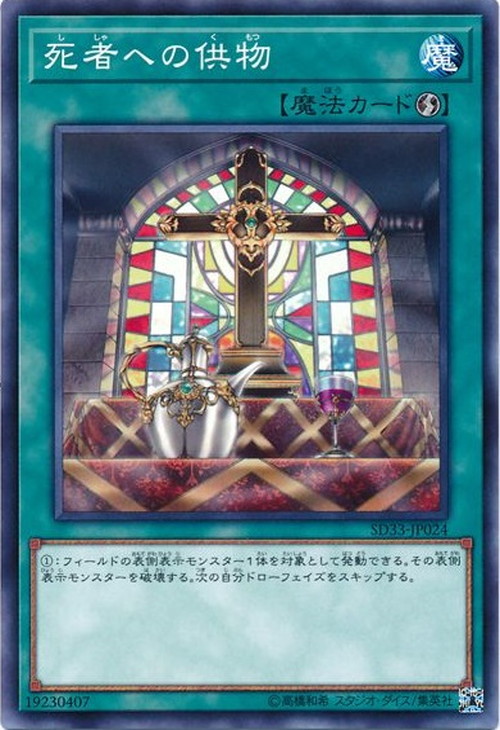 死者への供物
魔
【魔法カード】
SD33-JP024
①：フィールドの表側表示モンスター1体を対象として発動できる。その表側
表示モンスターを破壊する。次の自分ドローフェイズをスキップする。
19230407
©高橋和希 スタジオ・ダイス/集英社